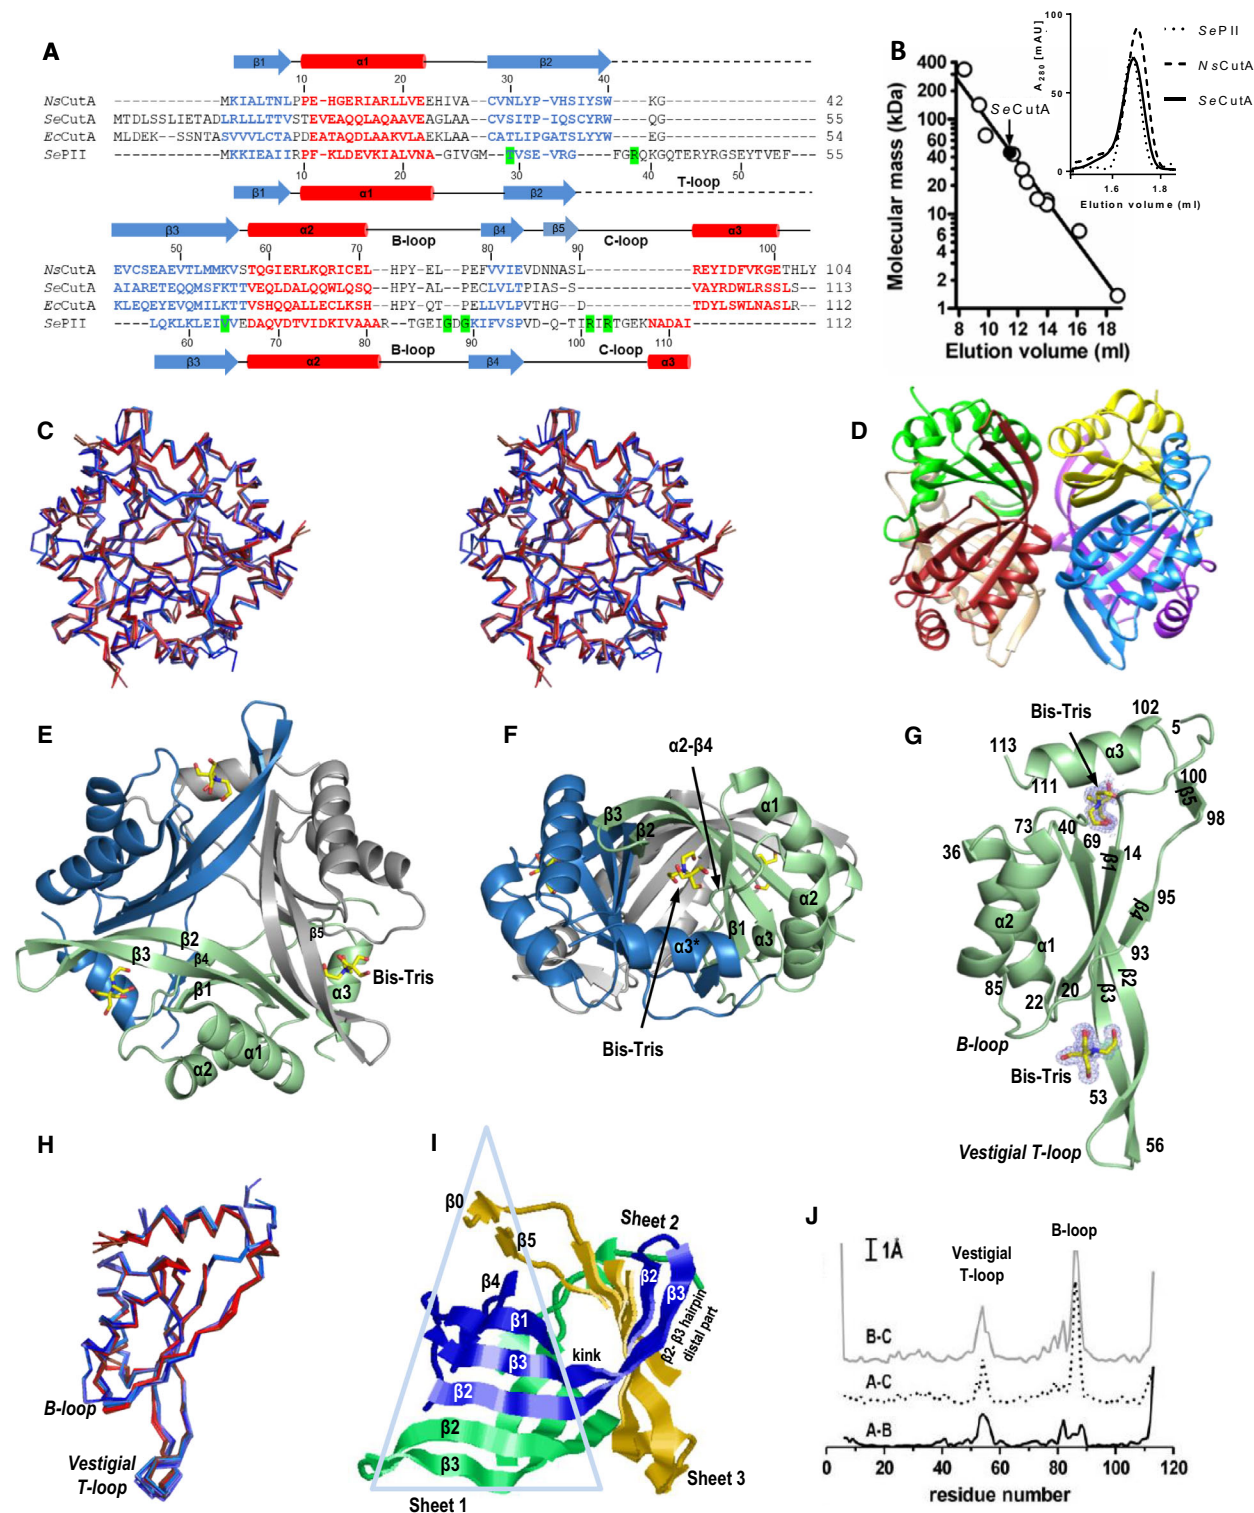 A
β1 α1 β2
10 20 30 40
NsCutA ----------------MKIALTNLPPE-HGERIARLLVEEHIVA--CVNLYP-VHSIYSW----KG----------------- 42
SeCutA MTDLSSLIETADLRLLLTTVSTEVEAQQLAQAAVEAGLAA--CVSITP-IQSCYRW----QG----------------- 55
EcCutA MLDEK--SSNTASVVVVLCTAPDEATAQDLAAKVLAEKLAA--CATLIPGATSLYYW----EG----------------- 54
SePII ---------------MKKIEAIIRPFK-LDEVKIALVNA-GIVGM--TVSE-VRG----FGRQKGQTERYRGSEYTVEF--- 55
10 20 30 40 T-loop 50
β1 α1 β2
β3 α2 B-loop β4 β5 C-loop α3
50 60 70 80 90 100
NsCutA EVCSEAEVTLMMKVSTQGIERLKQRICEL--HPY-EL--PEFVVIEVDNNASL------------REYIDFVKGETHLY 104
SeCutA AIARETEQQMSFKTTVEQLDALQQWLQSQ--HPY-AL--PECLVLTPIAS-S-------------VAYRDWLRSSLS-- 113
EcCutA KLEQEYEVQMILKTTVSHQQALLECLKSH--HPY-QT--PELLVLPVTHG--D------------TDYLSWLNASLR-- 112
SePII ----LQKLKLEIVVEDAQVDTVIDKIVAAAR--TGEIGDGKIFVSPVD-Q-TIRIRTGEKNADAI-------------- 112
60 70 80 B-loop 90 100 C-loop 110
β3 α2 β4 α3
B
Molecular mass (kDa)
400
200
100
60
40
20
10
6
4
2
1
SeCutA
8 10 12 14 16 18
Elution volume (ml)
A280 [mAU]
100
50
0
1.6 1.8
Elution volume (ml)
SePII
NsCutA
SeCutA
C
D
E
β2
β3
β4
β1
β5
α3
Bis-Tris
α1
α2
F
α2-β4
α1
β3
β2
α2
β1
α3
α3*
Bis-Tris
G
Bis-Tris
102
5
113
α3
111
100
β5
98
73
40
69
36
β1
14
95
α2
β4
α1
93
β2
85
22
20
β3
B-loop
Bis-Tris
53
56
Vestigial T-loop
H
B-loop
Vestigial
T-loop
I
β0
β5
Sheet 2
β4
β2
β3
β1
β2- β3 hairpin
distal part
kink
β3
β2
β2
β3
Sheet 3
Sheet 1
J
1Å
Vestigial
T-loop
B-loop
B-C
A-C
A-B
0 20 40 60 80 100 120
residue number